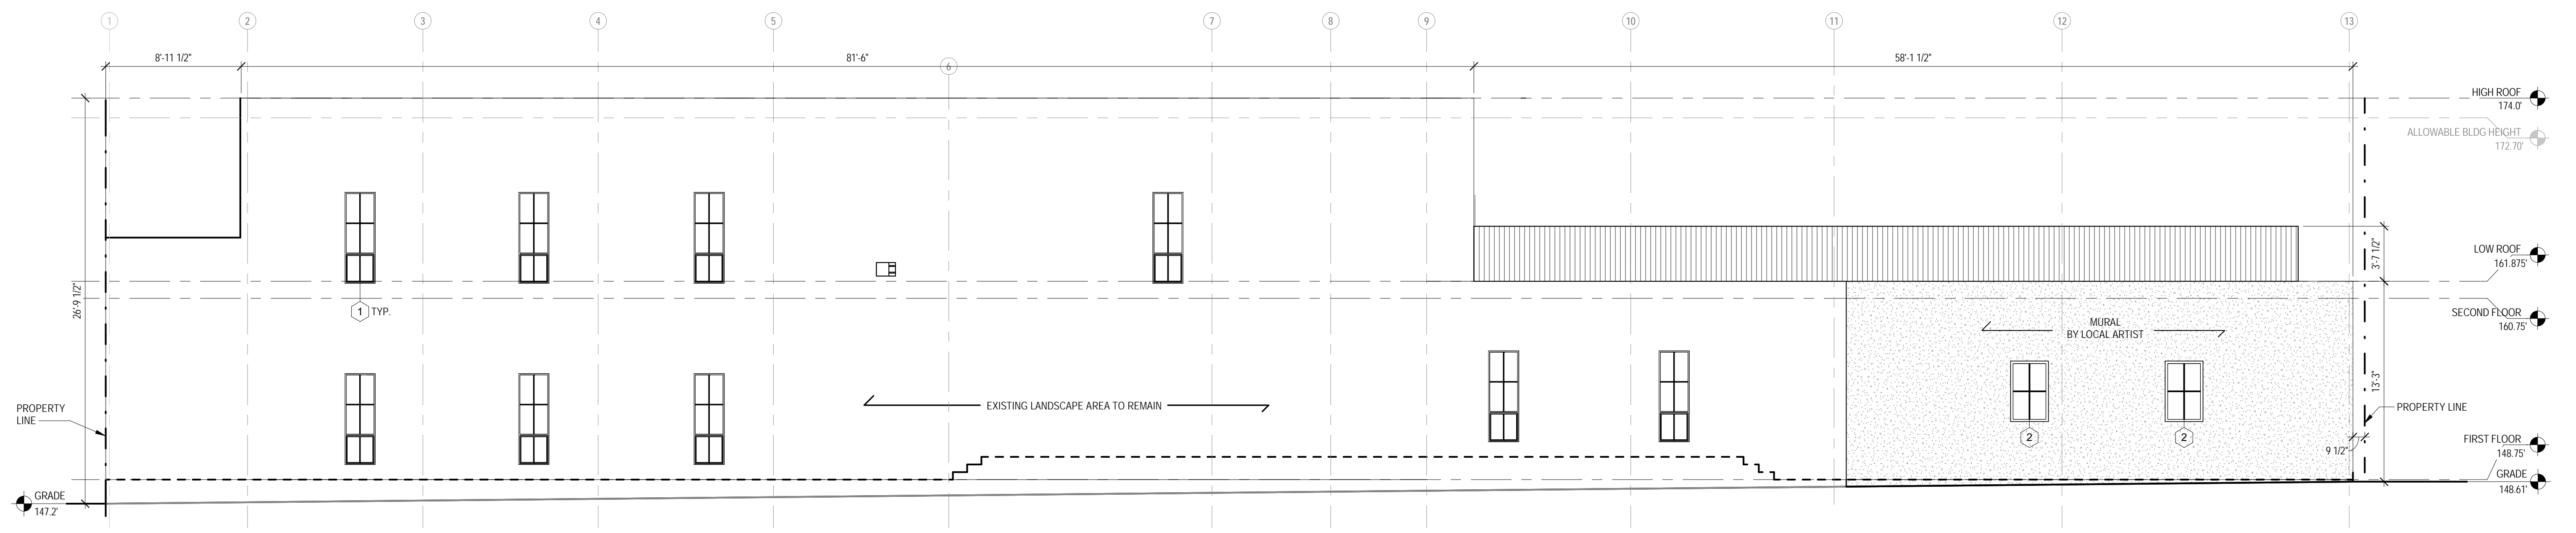 1 2 3 4 5 7 8 9 10 11 12 13
8'-11 1/2" 81'-6" 58'-1 1/2"
6
HIGH ROOF
174.0'
ALLOWABLE BLDG HEIGHT
172.70'
LOW ROOF
161.875'
3'-7 1/2"
26'-9 1/2"
1 TYP.
SECOND FLOOR
160.75'
MURAL
BY LOCAL ARTIST
13'-3"
PROPERTY
LINE
EXISTING LANDSCAPE AREA TO REMAIN
PROPERTY LINE
2 2
FIRST FLOOR
148.75'
9 1/2"
GRADE
147.2'
GRADE
148.61'